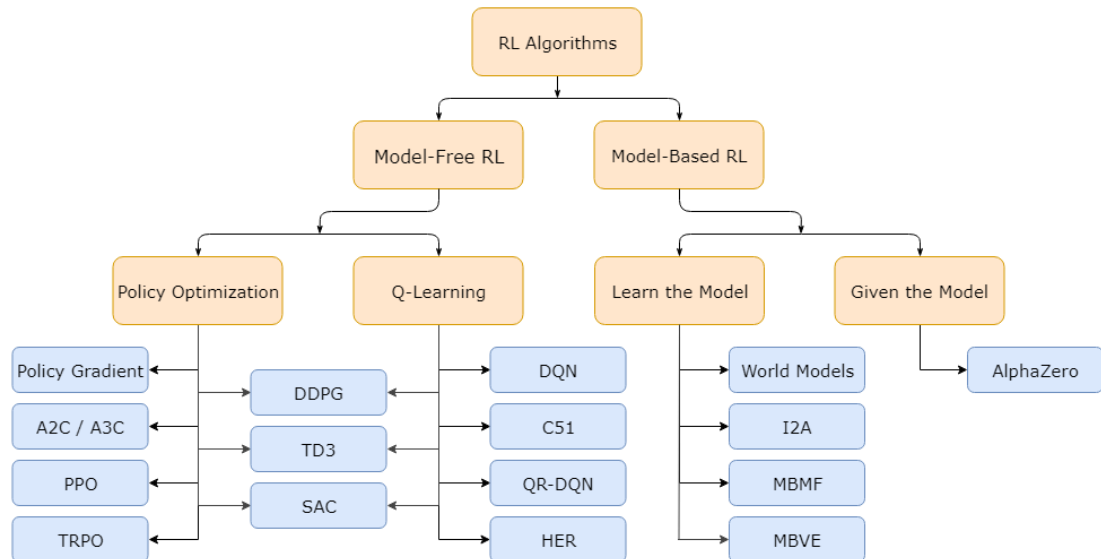 RL Algorithms
Model-Free RL
Model-Based RL
Policy Optimization
Q-Learning
Learn the Model
Given the Model
Policy Gradient
DDPG
DQN
World Models
AlphaZero
A2C / A3C
TD3
C51
I2A
PPO
SAC
QR-DQN
MBMF
TRPO
HER
MBVE